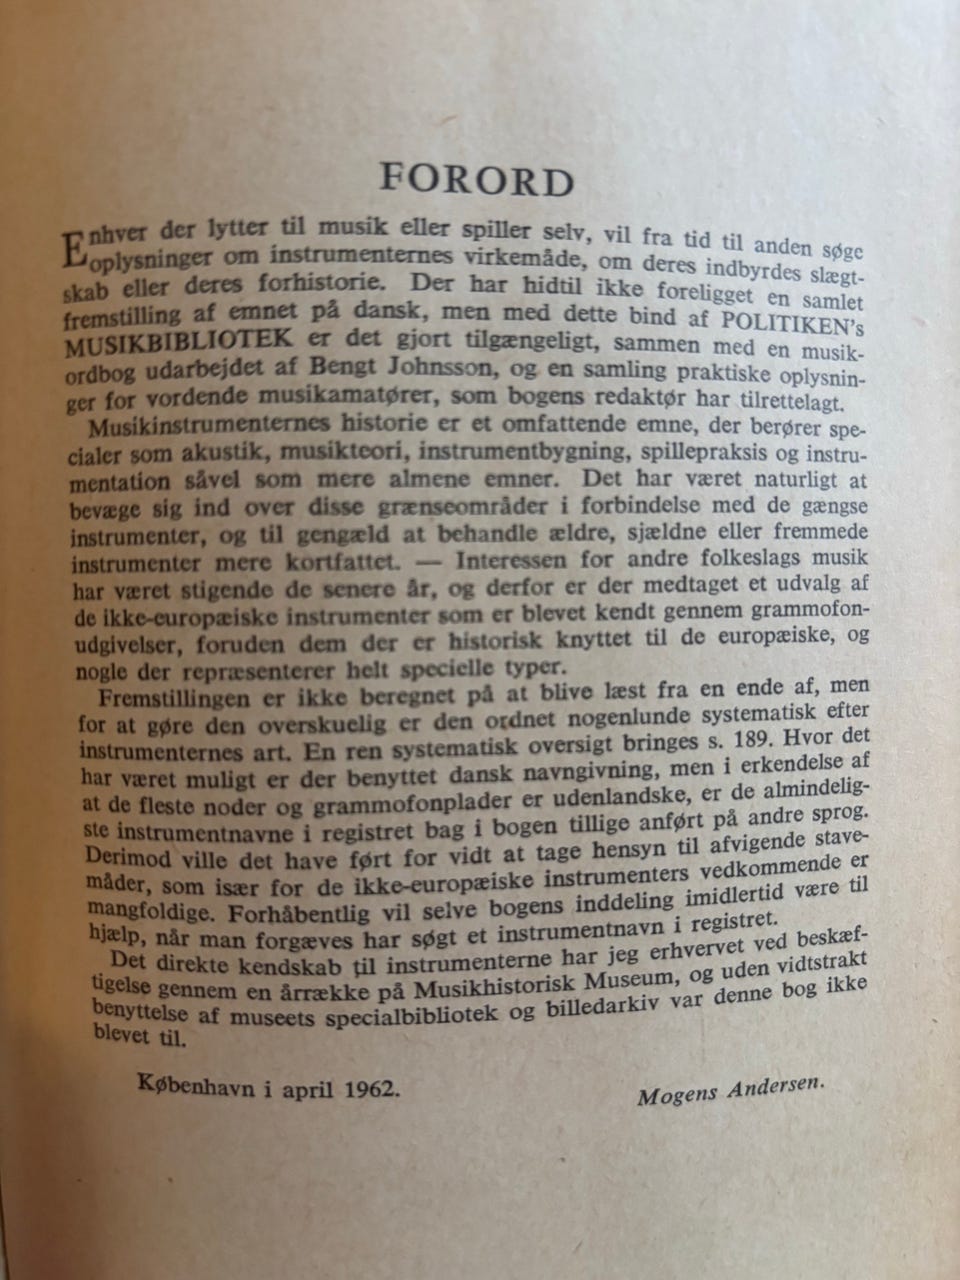 FORORD
Enhver der lytter til musik eller spiller selv, vil fra tid til anden søge
oplysninger om instrumenternes virkemåde, om deres indbyrdes slægt-
skab eller deres forhistorie. Der har hidtil ikke foreligget en samlet
fremstilling af emnet på dansk, men med dette bind af POLITIKEN's
MUSIKBIBLIOTEK er det gjort tilgængeligt, sammen med en musik-
ordbog udarbejdet af Bengt Johnsson, og en samling praktiske oplysnin-
ger for vordende musikamatører, som bogens redaktør har tilrettelagt.
Musikinstrumenternes historie er et omfattende emne, der berører spe-
cialer som akustik, musikteori, instrumentbygning, spillepraksis og instru-
mentation såvel som mere almene emner. Det har været naturligt at
bevæge sig ind over disse grænseområder i forbindelse med de gængse
instrumenter, og til gengæld at behandle ældre, sjældne eller fremmede
instrumenter mere kortfattet. — Interessen for andre folkeslags musik
har været stigende de senere år, og derfor er der medtaget et udvalg af
de ikke-europæiske instrumenter som er blevet kendt gennem grammofon-
udgivelser, foruden dem der er historisk knyttet til de europæiske, og
nogle der repræsenterer helt specielle typer.
Fremstillingen er ikke beregnet på at blive læst fra en ende af, men
for at gøre den overskuelig er den ordnet nogenlunde systematisk efter
instrumenternes art. En ren systematisk oversigt bringes s. 189. Hvor det
har været muligt er der benyttet dansk navngivning, men i erkendelse af
at de fleste noder og grammofonplader er udenlandske, er de almindelig-
ste instrumentnavne i registret bag i bogen tillige anført på andre sprog.
Derimod ville det have ført for vidt at tage hensyn til afvigende stave-
måder, som især for de ikke-europæiske instrumenters vedkommende er
mangfoldige. Forhåbentlig vil selve bogens inddeling imidlertid være til
hjælp, når man forgæves har søgt et instrumentnavn i registret.
Det direkte kendskab til instrumenterne har jeg erhvervet ved beskæf-
tigelse gennem en årrække på Musikhistorisk Museum, og uden vidtstrakt
benyttelse af museets specialbibliotek og billedarkiv var denne bog ikke
blevet til.
København i april 1962.
Mogens Andersen.